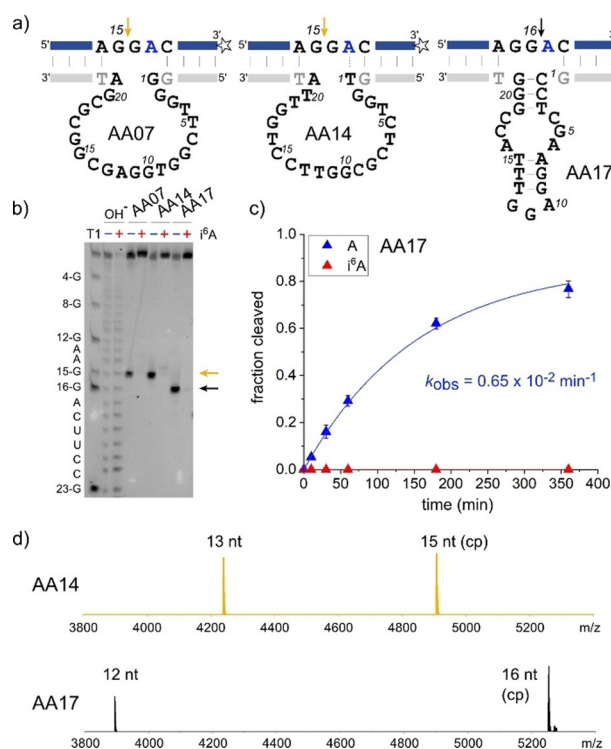 a)
15
5' AGGAC 3'
3' 5'
20
1
AA07
5
15
10
15
5' AGGAC 3'
3' 5'
20
1
AA14
5
15
10
16
5' AGGAC 3'
3' 5'
20
1
5
15
AA17
10
b)
OH⁻ AA07 AA14 AA17
T1 − + − + − + − + i⁶A
4-G
8-G
12-G
A
A
15-G
16-G
A
C
U
U
C
C
23-G
c)
A
i⁶A
AA17
fraction cleaved
1.0
0.8
0.6
0.4
0.2
0.0
kobs = 0.65 x 10⁻² min⁻¹
0 50 100 150 200 250 300 350 400
time (min)
d)
AA14
13 nt
15 nt (cp)
3800 4000 4200 4400 4600 4800 5000 5200 m/z
AA17
12 nt
16 nt
(cp)
3800 4000 4200 4400 4600 4800 5000 5200 m/z